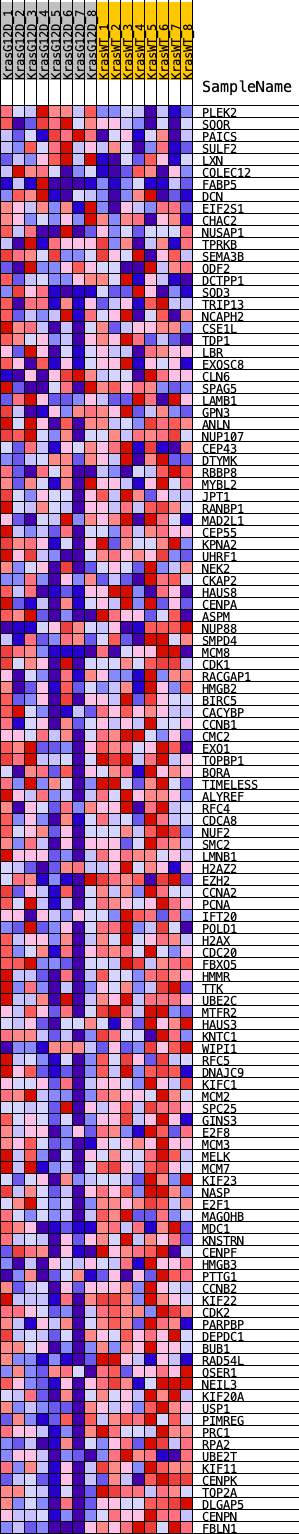 KrasG12D_1
KrasG12D_2
KrasG12D_3
KrasG12D_4
KrasG12D_5
KrasG12D_6
KrasG12D_7
KrasG12D_8
KrasWT_1
KrasWT_2
KrasWT_3
KrasWT_4
KrasWT_5
KrasWT_6
KrasWT_7
KrasWT_8
SampleName
PLEK2
SQOR
PAICS
SULF2
LXN
COLEC12
FABP5
DCN
EIF2S1
CHAC2
NUSAP1
TPRKB
SEMA3B
ODF2
DCTPP1
SOD3
TRIP13
NCAPH2
CSE1L
TDP1
LBR
EXOSC8
CLN6
SPAG5
LAMB1
GPN3
ANLN
NUP107
CEP43
DTYMK
RBBP8
MYBL2
JPT1
RANBP1
MAD2L1
CEP55
KPNA2
UHRF1
NEK2
CKAP2
HAUS8
CENPA
ASPM
NUP88
SMPD4
MCM8
CDK1
RACGAP1
HMGB2
BIRC5
CACYBP
CCNB1
CMC2
EXO1
TOPBP1
BORA
TIMELESS
ALYREF
RFC4
CDCA8
NUF2
SMC2
LMNB1
H2AZ2
EZH2
CCNA2
PCNA
IFT20
POLD1
H2AX
CDC20
FBXO5
HMMR
TTK
UBE2C
MTFR2
HAUS3
KNTC1
WIPI1
RFC5
DNAJC9
KIFC1
MCM2
SPC25
GINS3
E2F8
MCM3
MELK
MCM7
KIF23
NASP
E2F1
MAGOHB
MDC1
KNSTRN
CENPF
HMGB3
PTTG1
CCNB2
KIF22
CDK2
PARPBP
DEPDC1
BUB1
RAD54L
OSER1
NEIL3
KIF20A
USP1
PIMREG
PRC1
RPA2
UBE2T
KIF11
CENPK
TOP2A
DLGAP5
CENPN
FBLN1